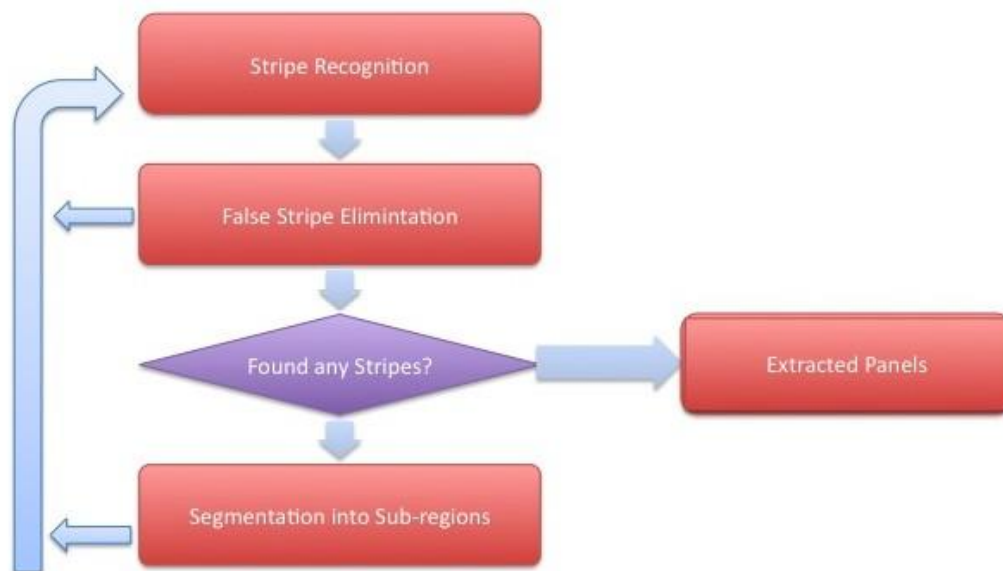 Stripe Recognition
False Stripe Elimintation
Found any Stripes?
Extracted Panels
Segmentation into Sub-regions